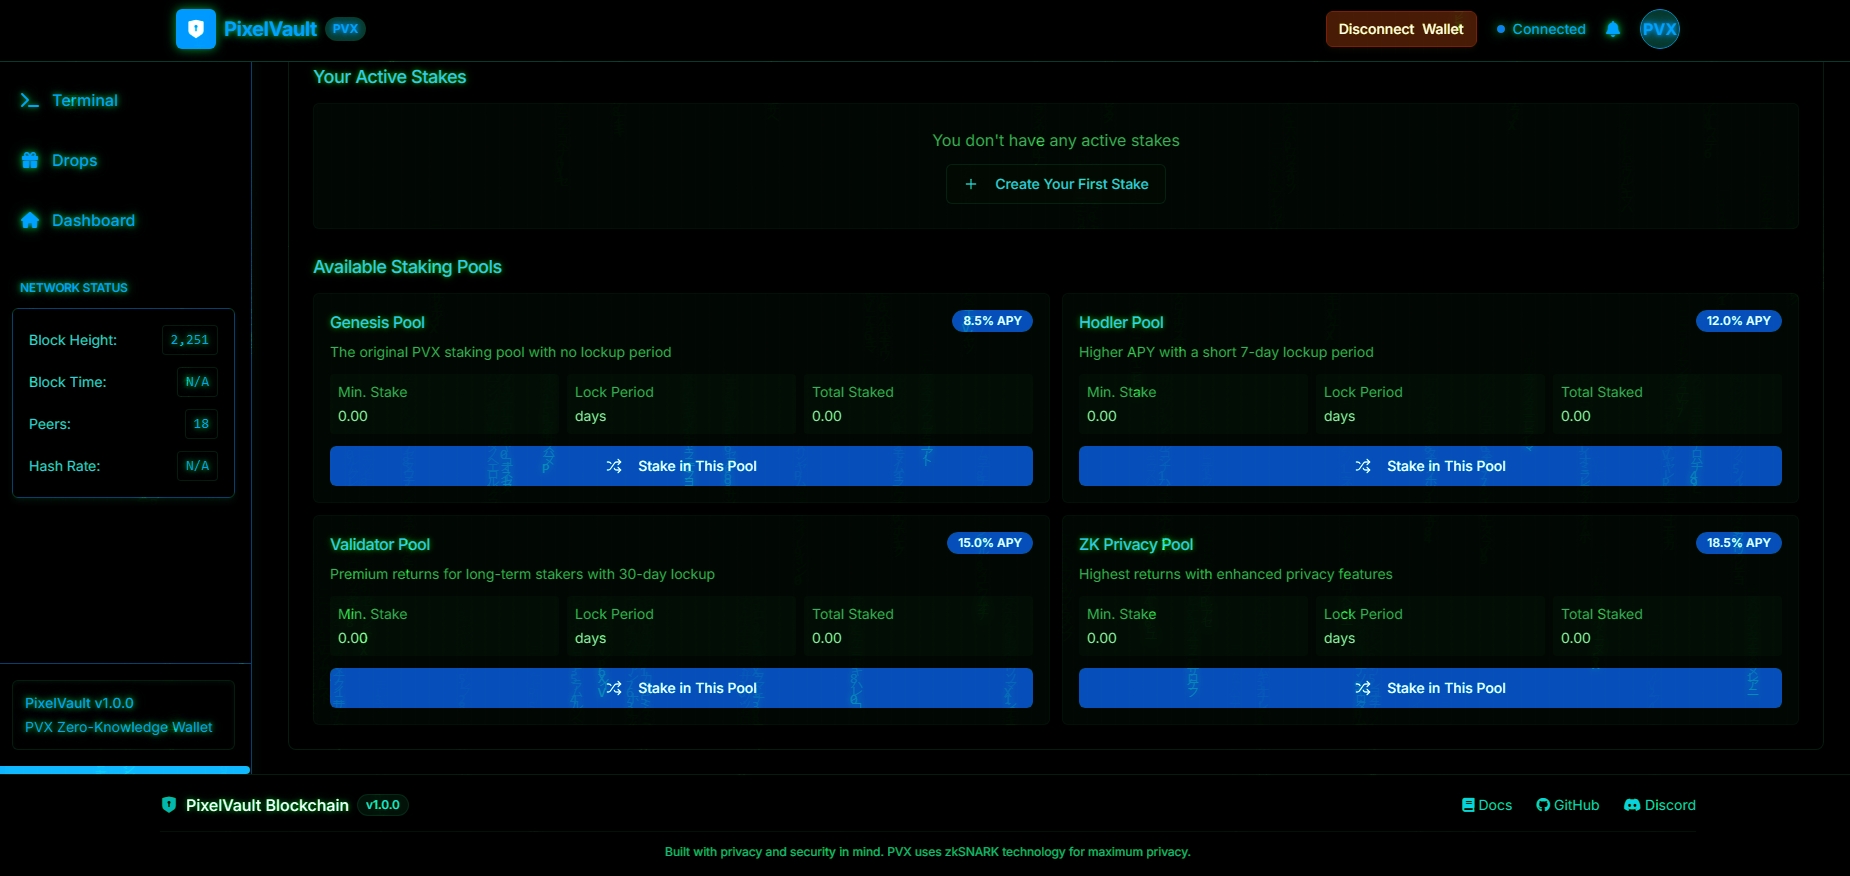 PixelVault PVX
Disconnect Wallet
Connected
PVX
Terminal
Drops
Dashboard
NETWORK STATUS
Block Height: 2,251
Block Time: N/A
Peers: 18
Hash Rate: N/A
PixelVault v1.0.0
PVX Zero-Knowledge Wallet
Your Active Stakes
You don't have any active stakes
Create Your First Stake
Available Staking Pools
Genesis Pool 8.5% APY
The original PVX staking pool with no lockup period
Min. Stake Lock Period Total Staked
0.00 days 0.00
Stake in This Pool
Hodler Pool 12.0% APY
Higher APY with a short 7-day lockup period
Min. Stake Lock Period Total Staked
0.00 days 0.00
Stake in This Pool
Validator Pool 15.0% APY
Premium returns for long-term stakers with 30-day lockup
Min. Stake Lock Period Total Staked
0.00 days 0.00
Stake in This Pool
ZK Privacy Pool 18.5% APY
Highest returns with enhanced privacy features
Min. Stake Lock Period Total Staked
0.00 days 0.00
Stake in This Pool
PixelVault Blockchain v1.0.0
Docs GitHub Discord
Built with privacy and security in mind. PVX uses zkSNARK technology for maximum privacy.